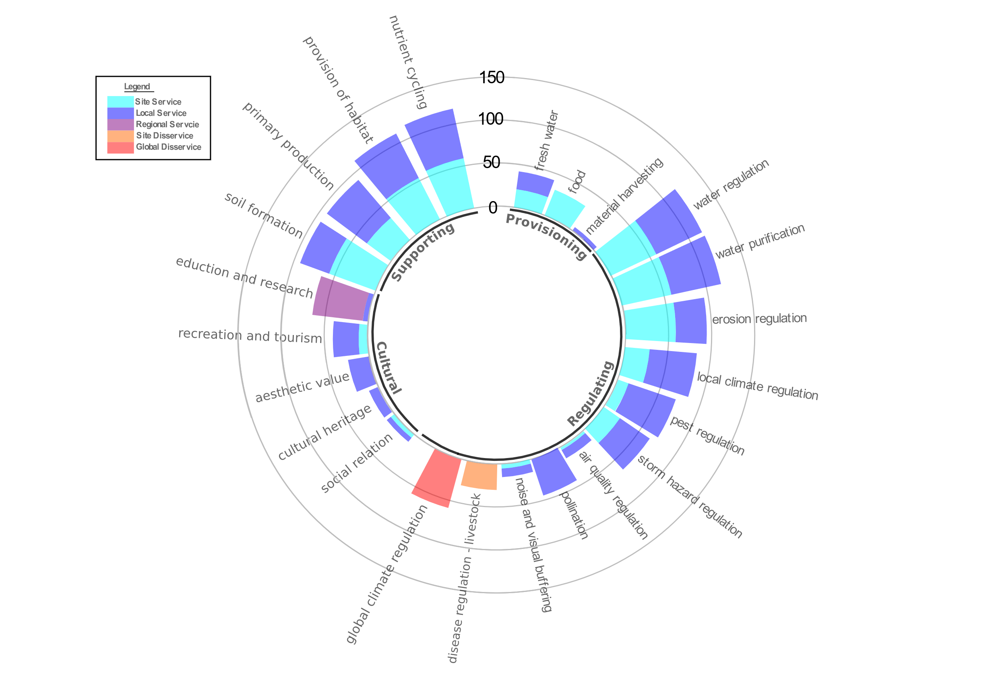 Legend
Site Service
Local Service
Regional Servcie
Site Disservice
Global Disservice
150
100
50
0
fresh water
food
material harvesting
water regulation
water purification
erosion regulation
local climate regulation
pest regulation
storm hazard regulation
air quality regulation
pollination
noise and visual buffering
disease regulation - livestock
global climate regulation
social relation
cultural heritage
aesthetic value
recreation and tourism
eduction and research
soil formation
primary production
provision of habitat
nutrient cycling
Provisioning
Regulating
Cultural
Supporting